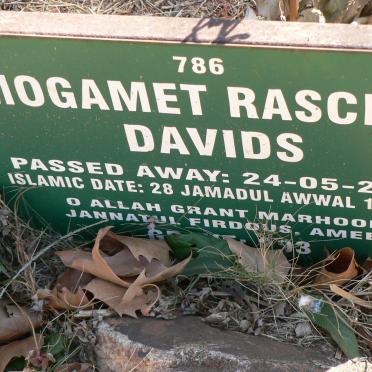 786
MOGAMET RASCH
DAVIDS
PASSED AWAY: 24-05-2
ISLAMIC DATE: 28 JAMADUL AWWAL 1
O ALLAH GRANT MARHOO
JANNATUL FIRDOUS, AMEE